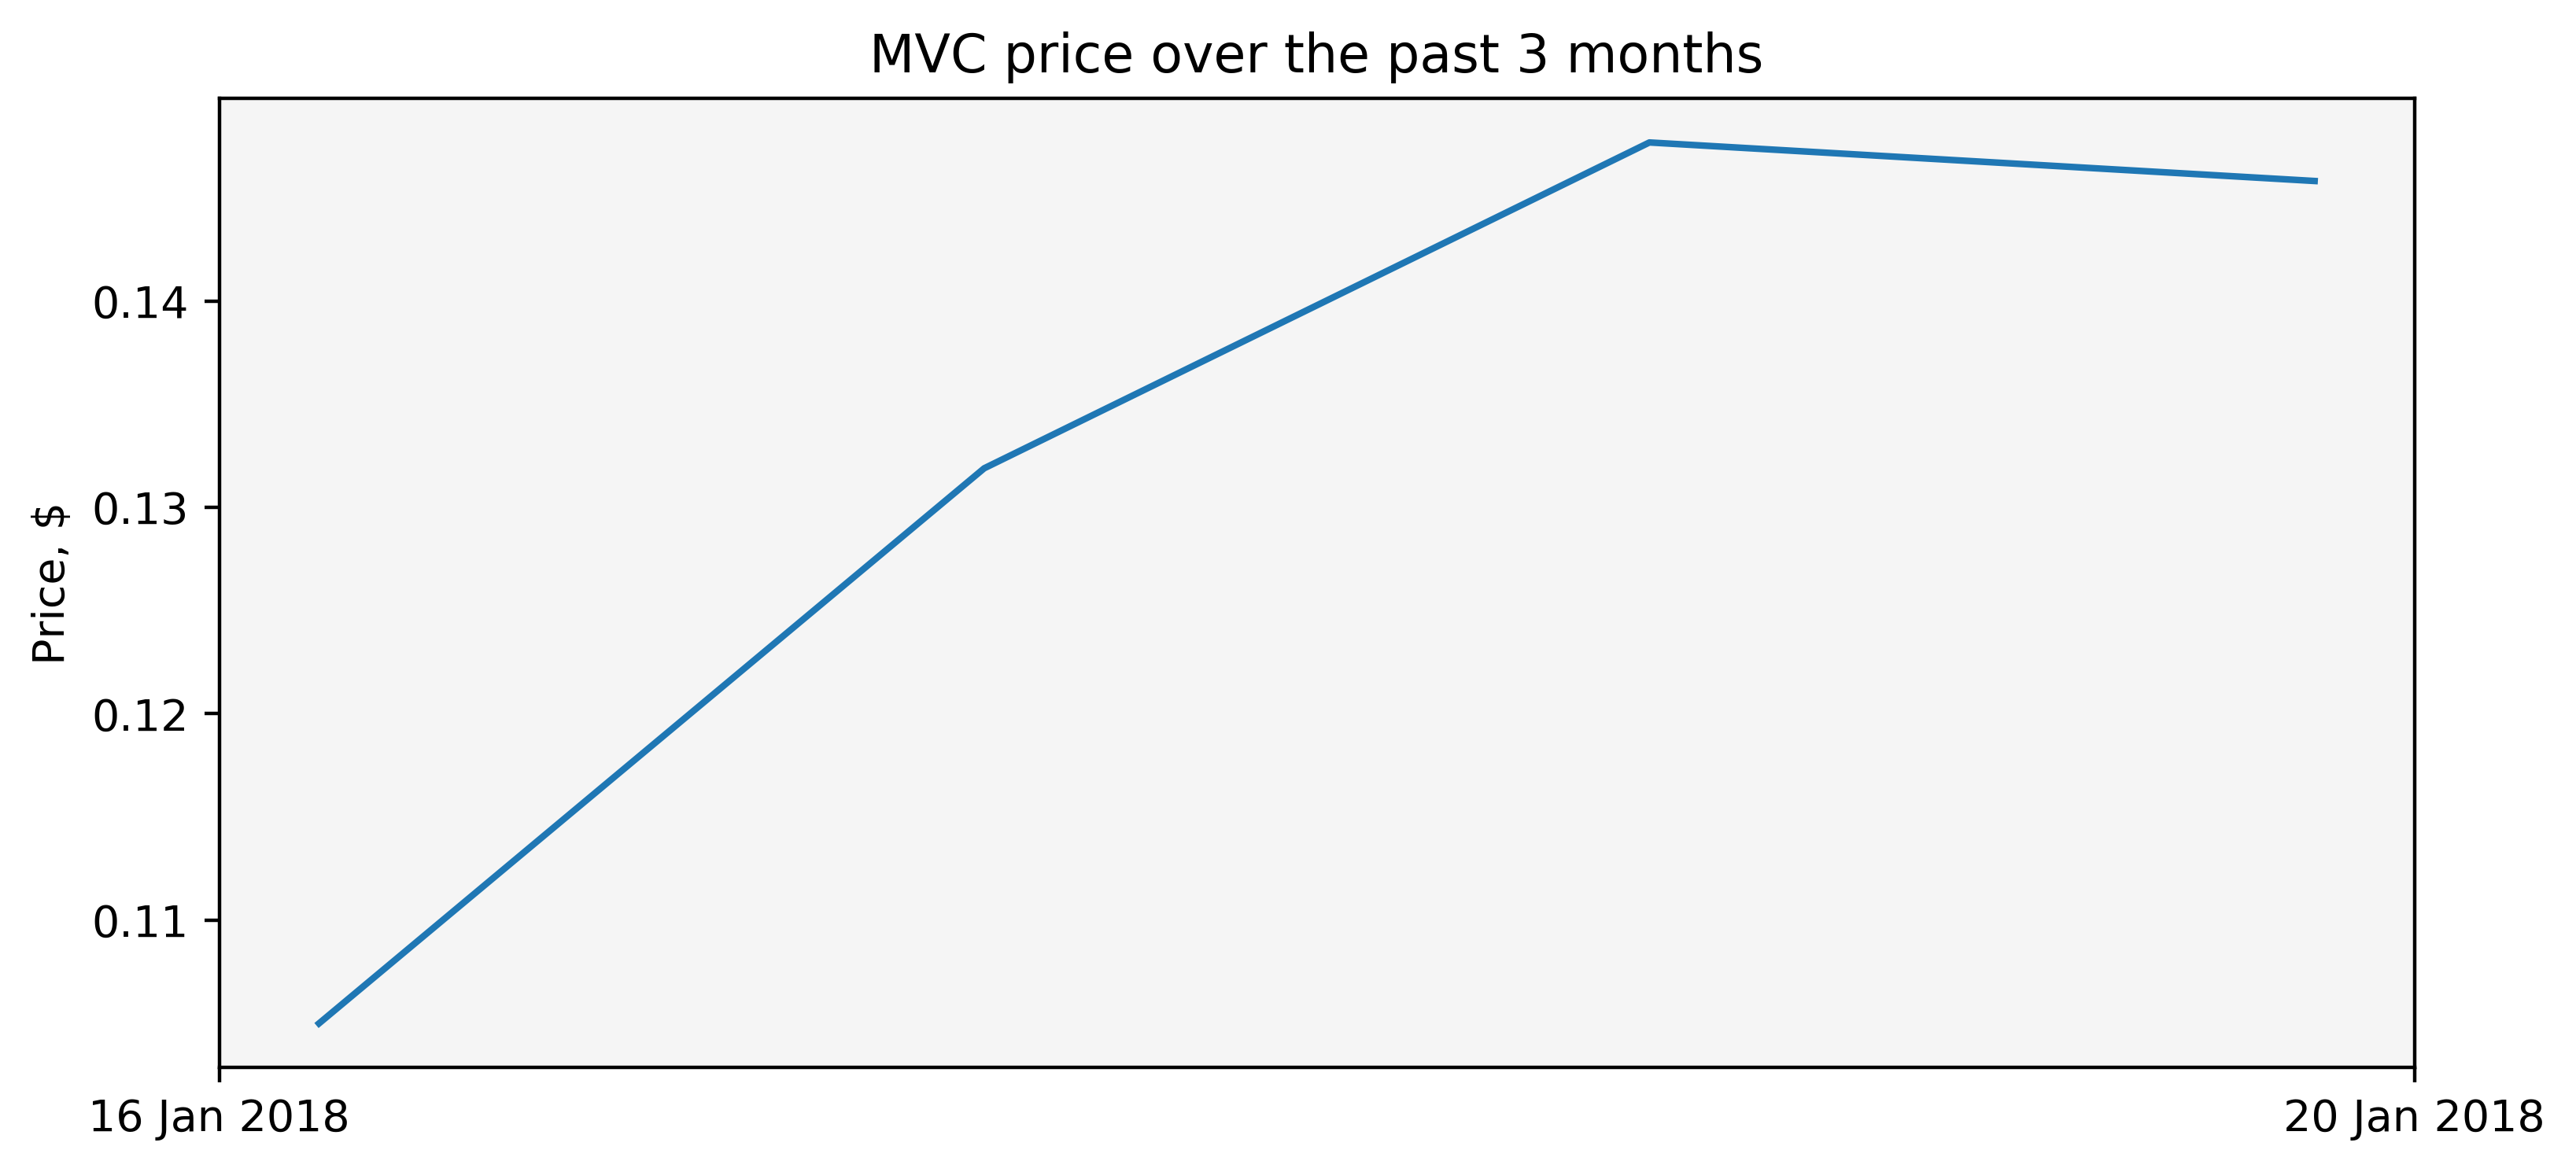 MVC price over the past 3 months
Price, $
0.14
0.13
0.12
0.11
16 Jan 2018
20 Jan 2018